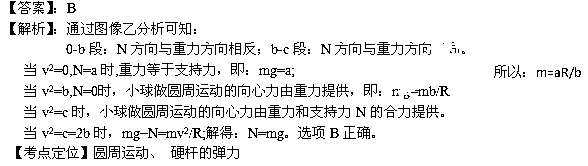 【答案】：B
【解析】：通过图像乙分析可知：
0-b 段：N 方向与重力方向相反；b-c 段：N 方向与重力方向
当 v²=0,N=a 时,重力等于支持力，即：mg=a;
当 v²=b,N=0时，小球做圆周运动的向心力由重力提供，即：=mb/R 所以：m=aR/b
当 v²=c时，小球做圆周运动的向心力由重力和支持力 N 的合力提供。
当 v²=c=2b 时，mg−N=mv²/R;解得：N=mg。选项 B 正确。
【考点定位】圆周运动、 硬杆的弹力